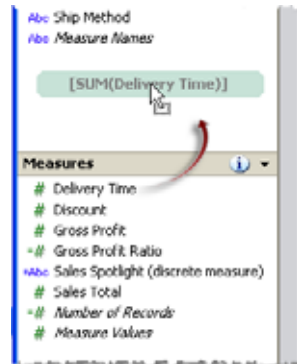 Abc Ship Method
Abc Measure Names
[SUM(Delivery Time)]
Measures
# Delivery Time
# Discount
# Gross Profit
=# Gross Profit Ratio
=Abc Sales Spotlight (discrete measure)
# Sales Total
=# Number of Records
# Measure Values